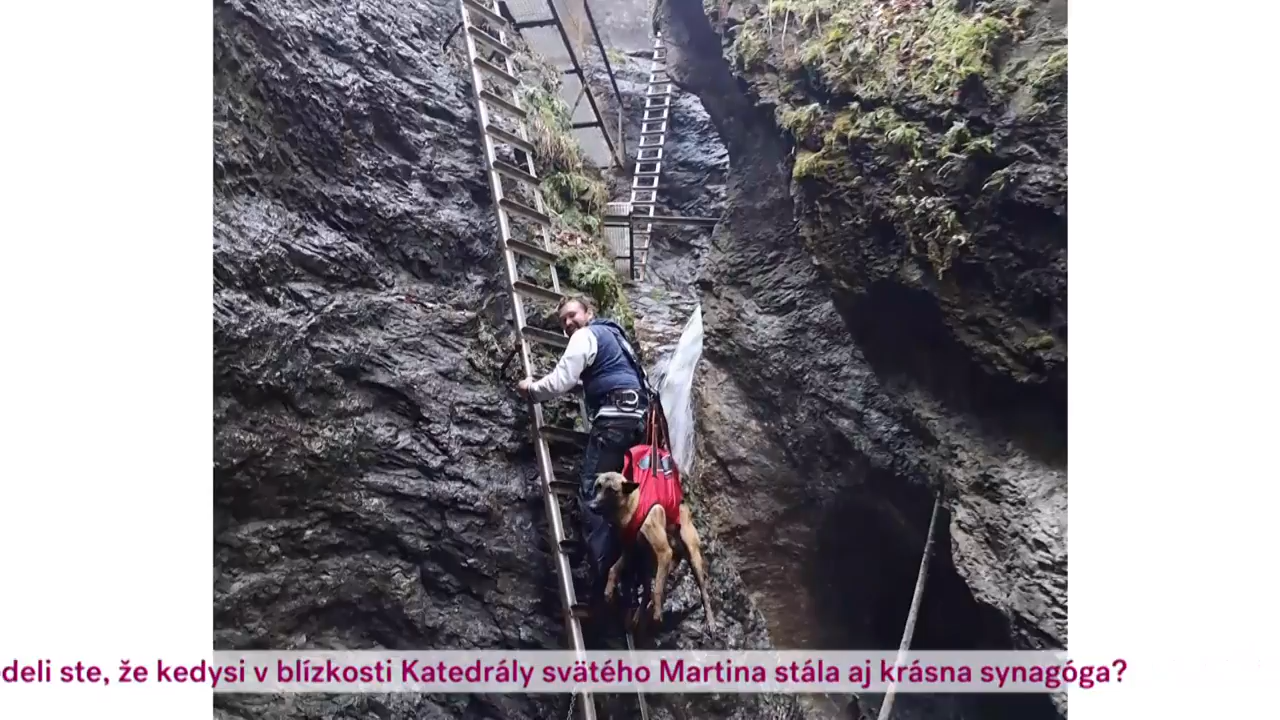 deli ste, že kedysi v blízkosti Katedrály svätého Martina stála aj krásna synagóga?